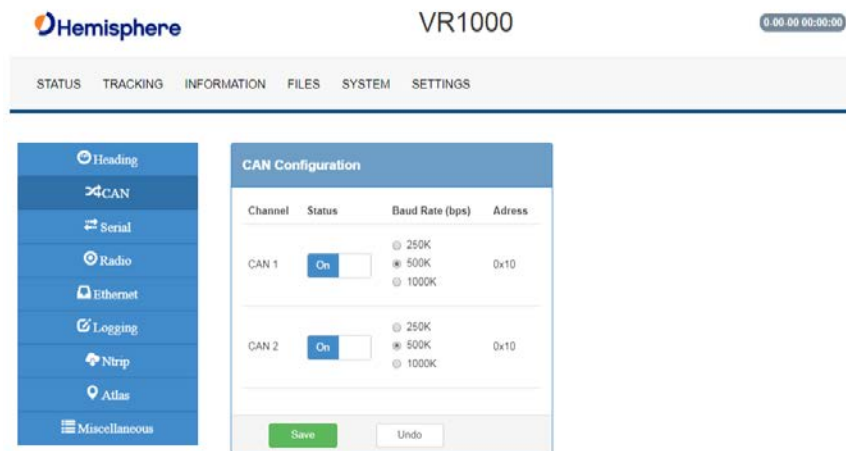 Hemisphere
VR1000
0-00-00 00:00:00
STATUS TRACKING INFORMATION FILES SYSTEM SETTINGS
Heading
CAN
Serial
Radio
Ethernet
Logging
Ntrip
Atlas
Miscellaneous
CAN Configuration
Channel Status Baud Rate (bps) Adress
250K
CAN 1 On 500K 0x10
1000K
250K
CAN 2 On 500K 0x10
1000K
Save Undo